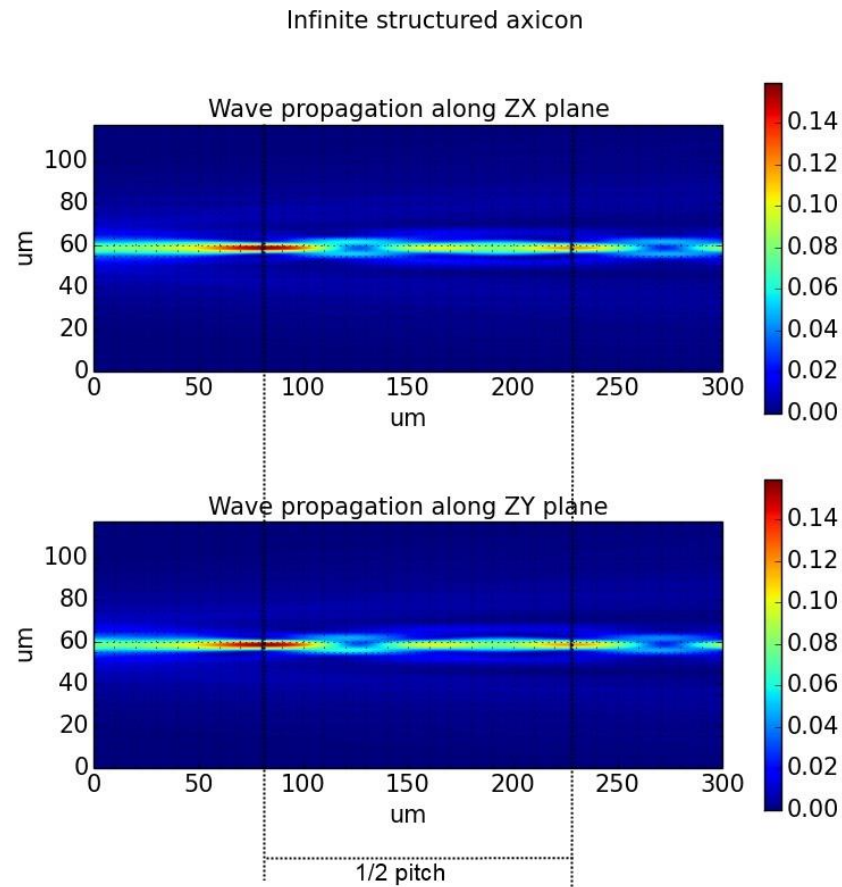 Infinite structured axicon
Wave propagation along ZX plane
100
80
60
40
20
0
um
0 50 100 150 200 250 300
um
0.14
0.12
0.10
0.08
0.06
0.04
0.02
0.00
Wave propagation along ZY plane
100
80
60
40
20
0
um
0 50 100 150 200 250 300
um
0.14
0.12
0.10
0.08
0.06
0.04
0.02
0.00
1/2 pitch